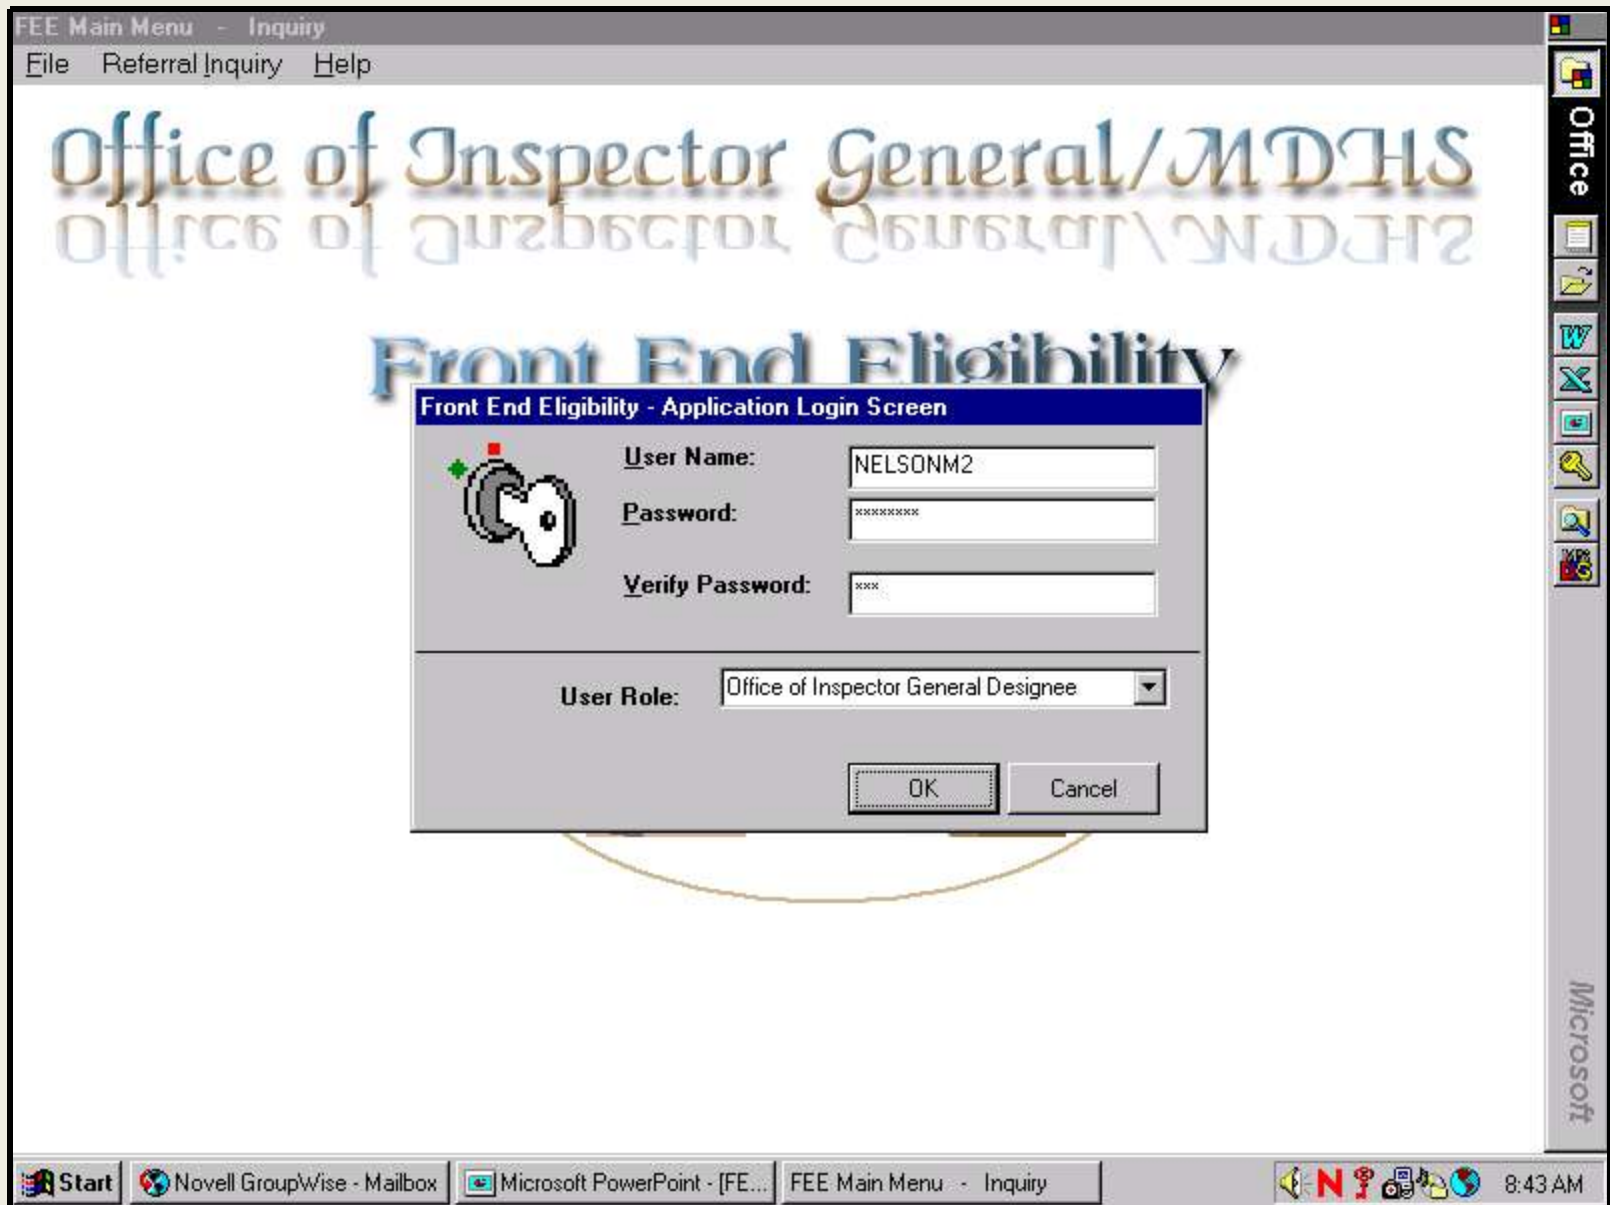 FEE Main Menu - Inquiry
File Referral Inquiry Help
Office of Inspector General/MDHS
Front End Eligibility
Front End Eligibility - Application Login Screen
User Name: NELSONM2
Password: ********
Verify Password: ***
User Role: Office of Inspector General Designee
OK Cancel
Office
Microsoft
Start Novell GroupWise - Mailbox Microsoft PowerPoint - [FE... FEE Main Menu - Inquiry 8:43 AM